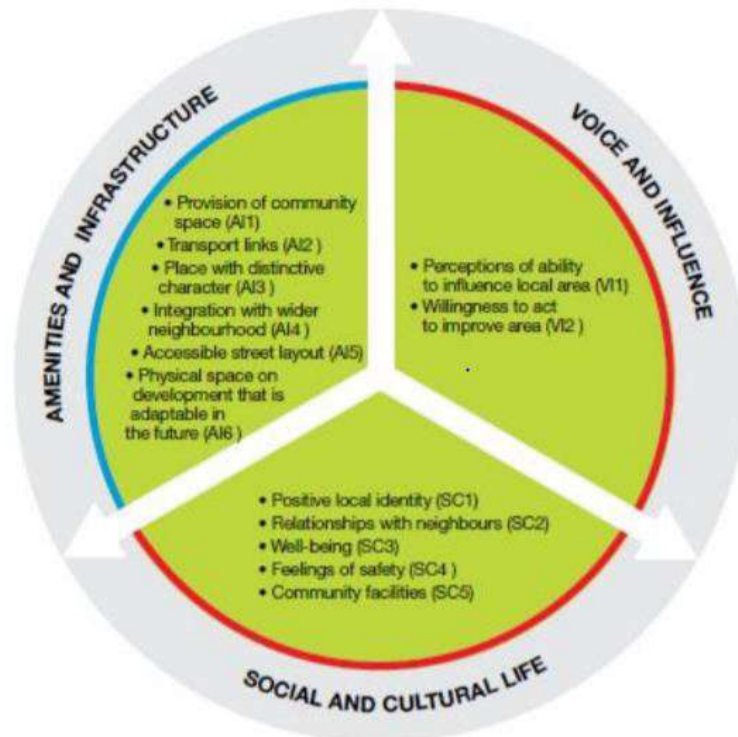 AMENITIES AND INFRASTRUCTURE
• Provision of community
space (AI1)
• Transport links (AI2 )
• Place with distinctive
character (AI3 )
• Integration with wider
neighbourhood (AI4 )
• Accessible street layout (AI5)
• Physical space on
development that is
adaptable in
the future (AI6 )
VOICE AND INFLUENCE
• Perceptions of ability
to influence local area (VI1)
• Willingness to act
to improve area (VI2 )
• Positive local identity (SC1)
• Relationships with neighbours (SC2)
• Well-being (SC3)
• Feelings of safety (SC4 )
• Community facilities (SC5)
SOCIAL AND CULTURAL LIFE